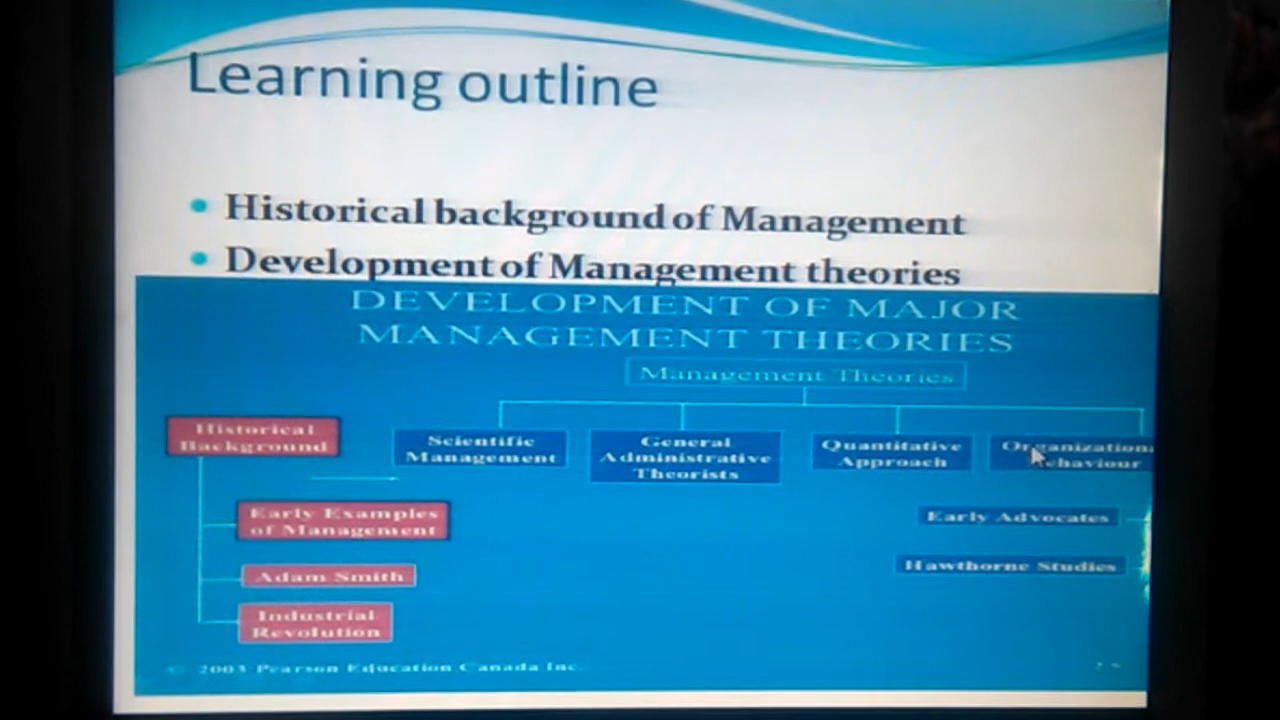 Learning outline
Historical background of Management
Development of Management theories
DEVELOPMENT OF MAJOR
MANAGEMENT THEORIES
Management Theories
Historical
Background
Scientific
Management
General
Administrative
Theorists
Quantitative
Approach
Organizationa
Behaviour
Early Examples
of Management
Early Advocates
Adam Smith
Hawthorne Studies
Industrial
Revolution
© 2003 Pearson Education Canada Inc.